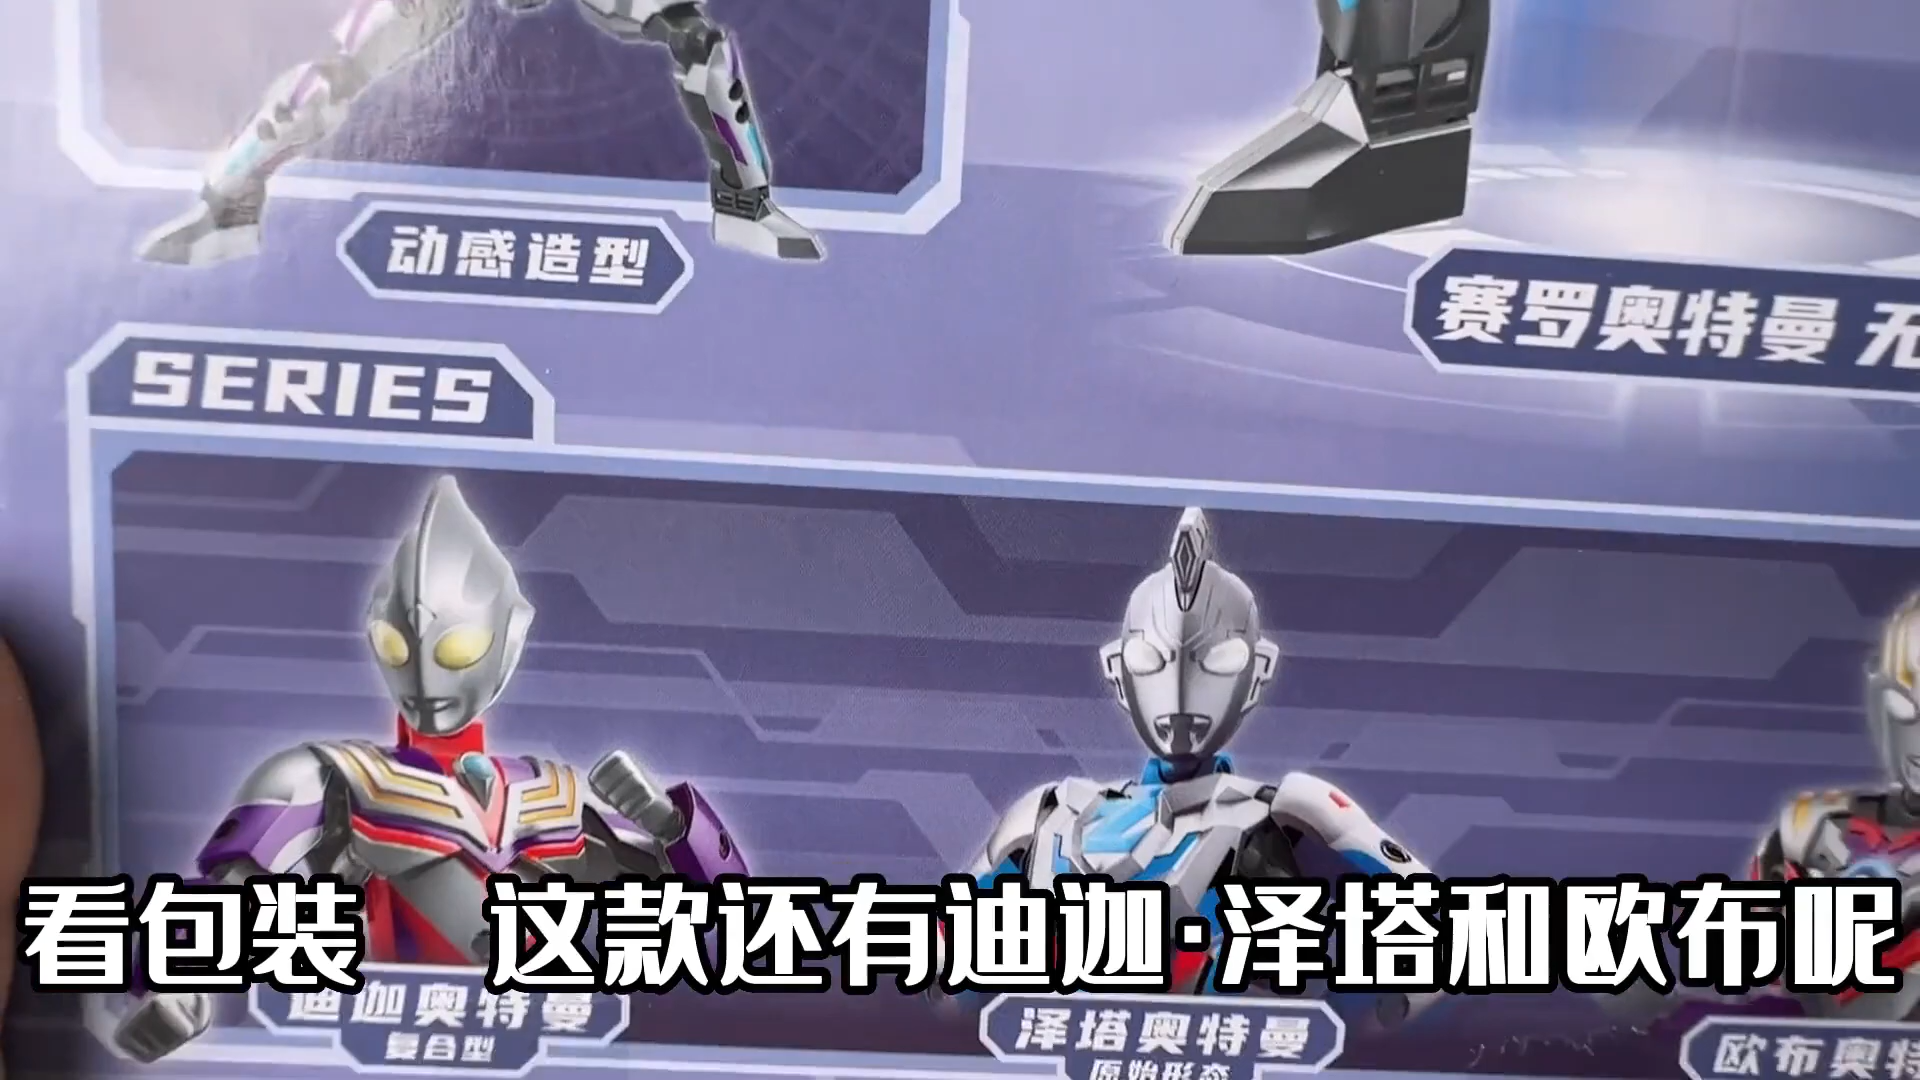 动感造型
赛罗奥特曼 无
SERIES
看包装 这款还有迪迦·泽塔和欧布呢
迪迦奥特曼
复合型
泽塔奥特曼
原始形态
欧布奥特